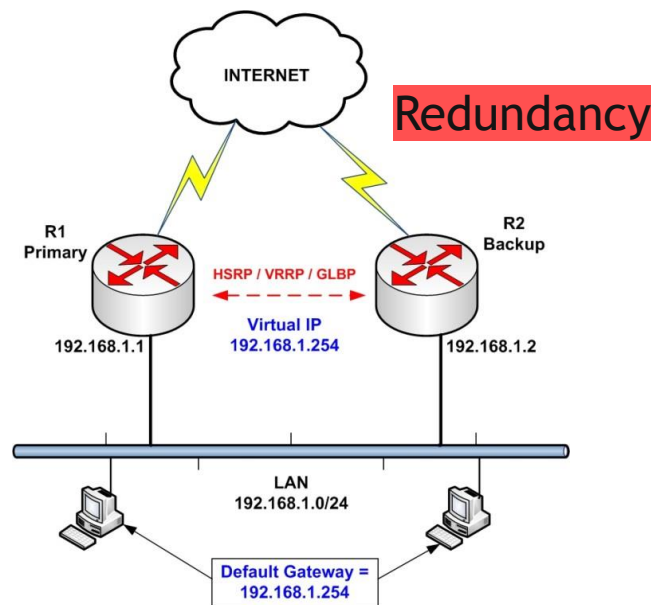 INTERNET
Redundancy
R1
Primary
R2
Backup
HSRP / VRRP / GLBP
Virtual IP
192.168.1.254
192.168.1.1
192.168.1.2
LAN
192.168.1.0/24
Default Gateway =
192.168.1.254